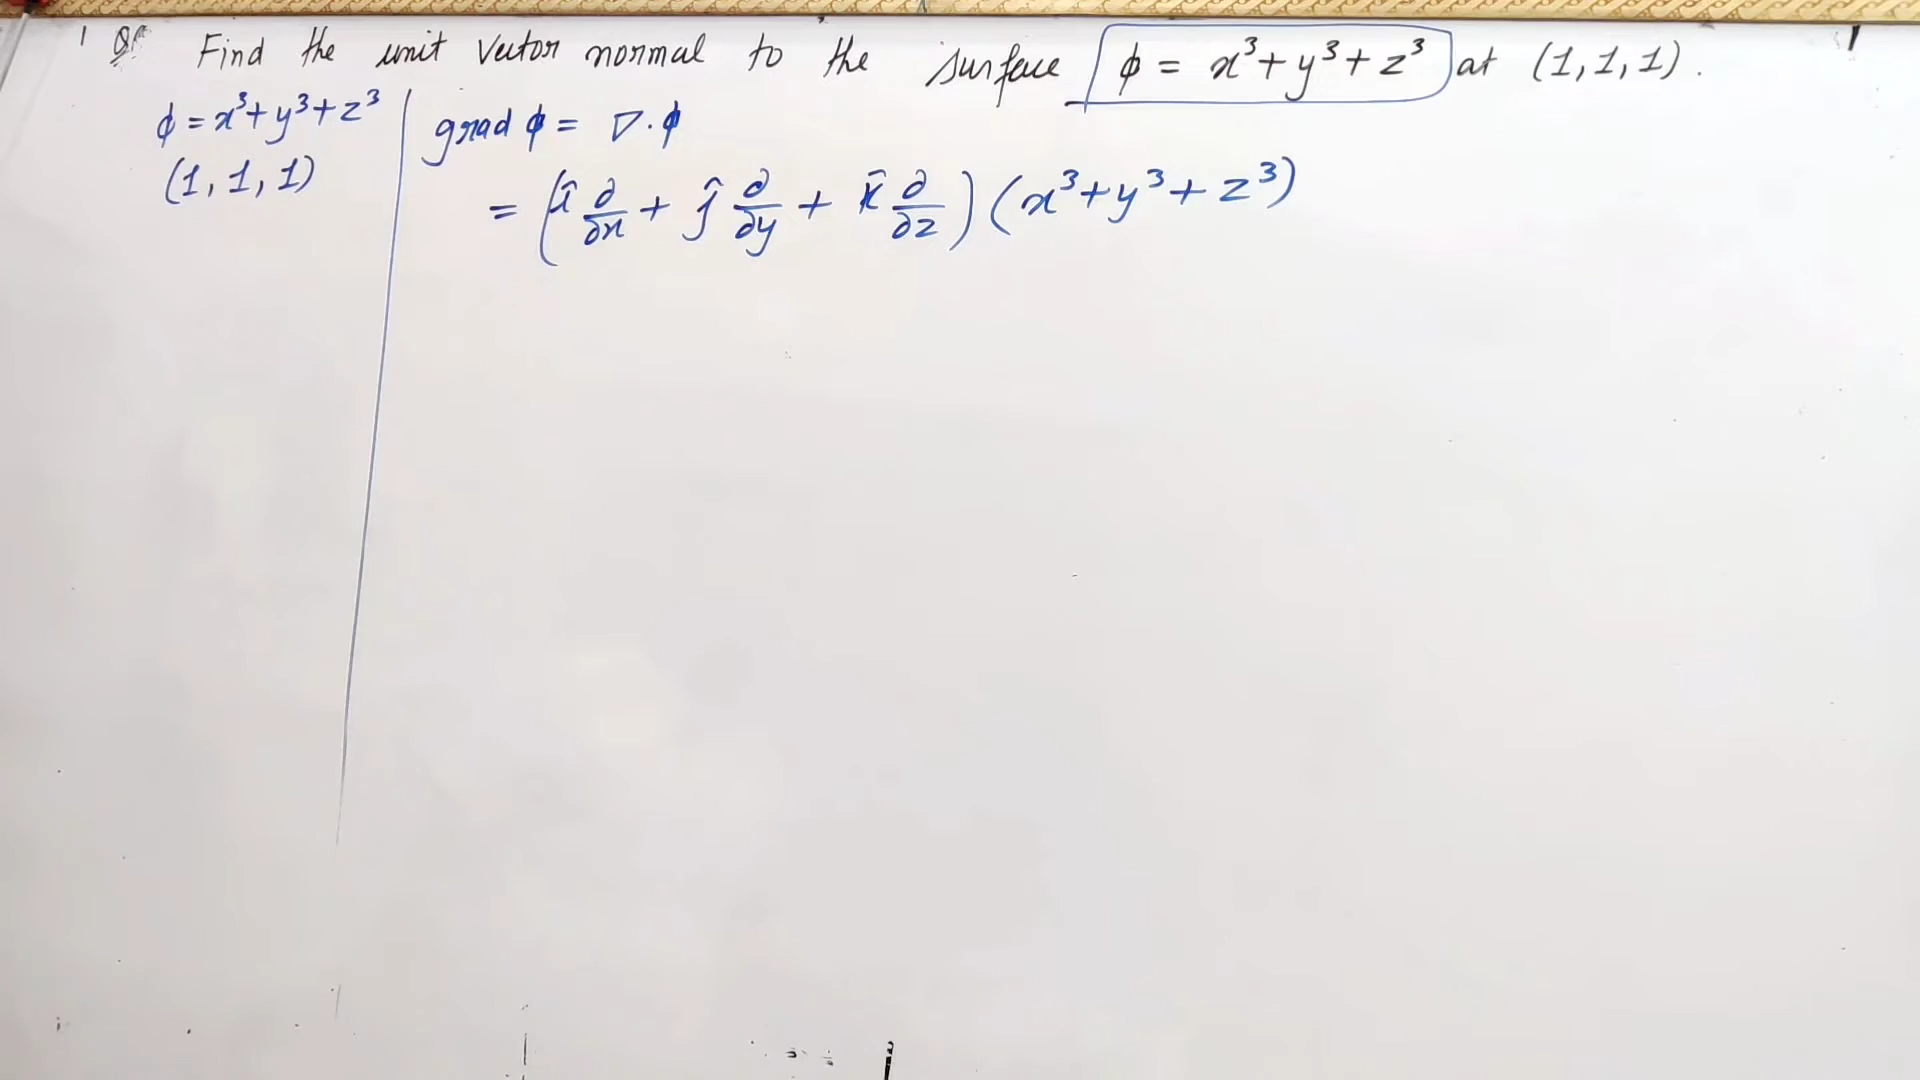 Q. Find the unit vector normal to the surface ϕ = x³+y³+z³ at (1,1,1).
ϕ = x³+y³+z³
(1,1,1)
grad ϕ = ∇·ϕ
= (î ∂/∂x + ĵ ∂/∂y + k̂ ∂/∂z) (x³+y³+z³)